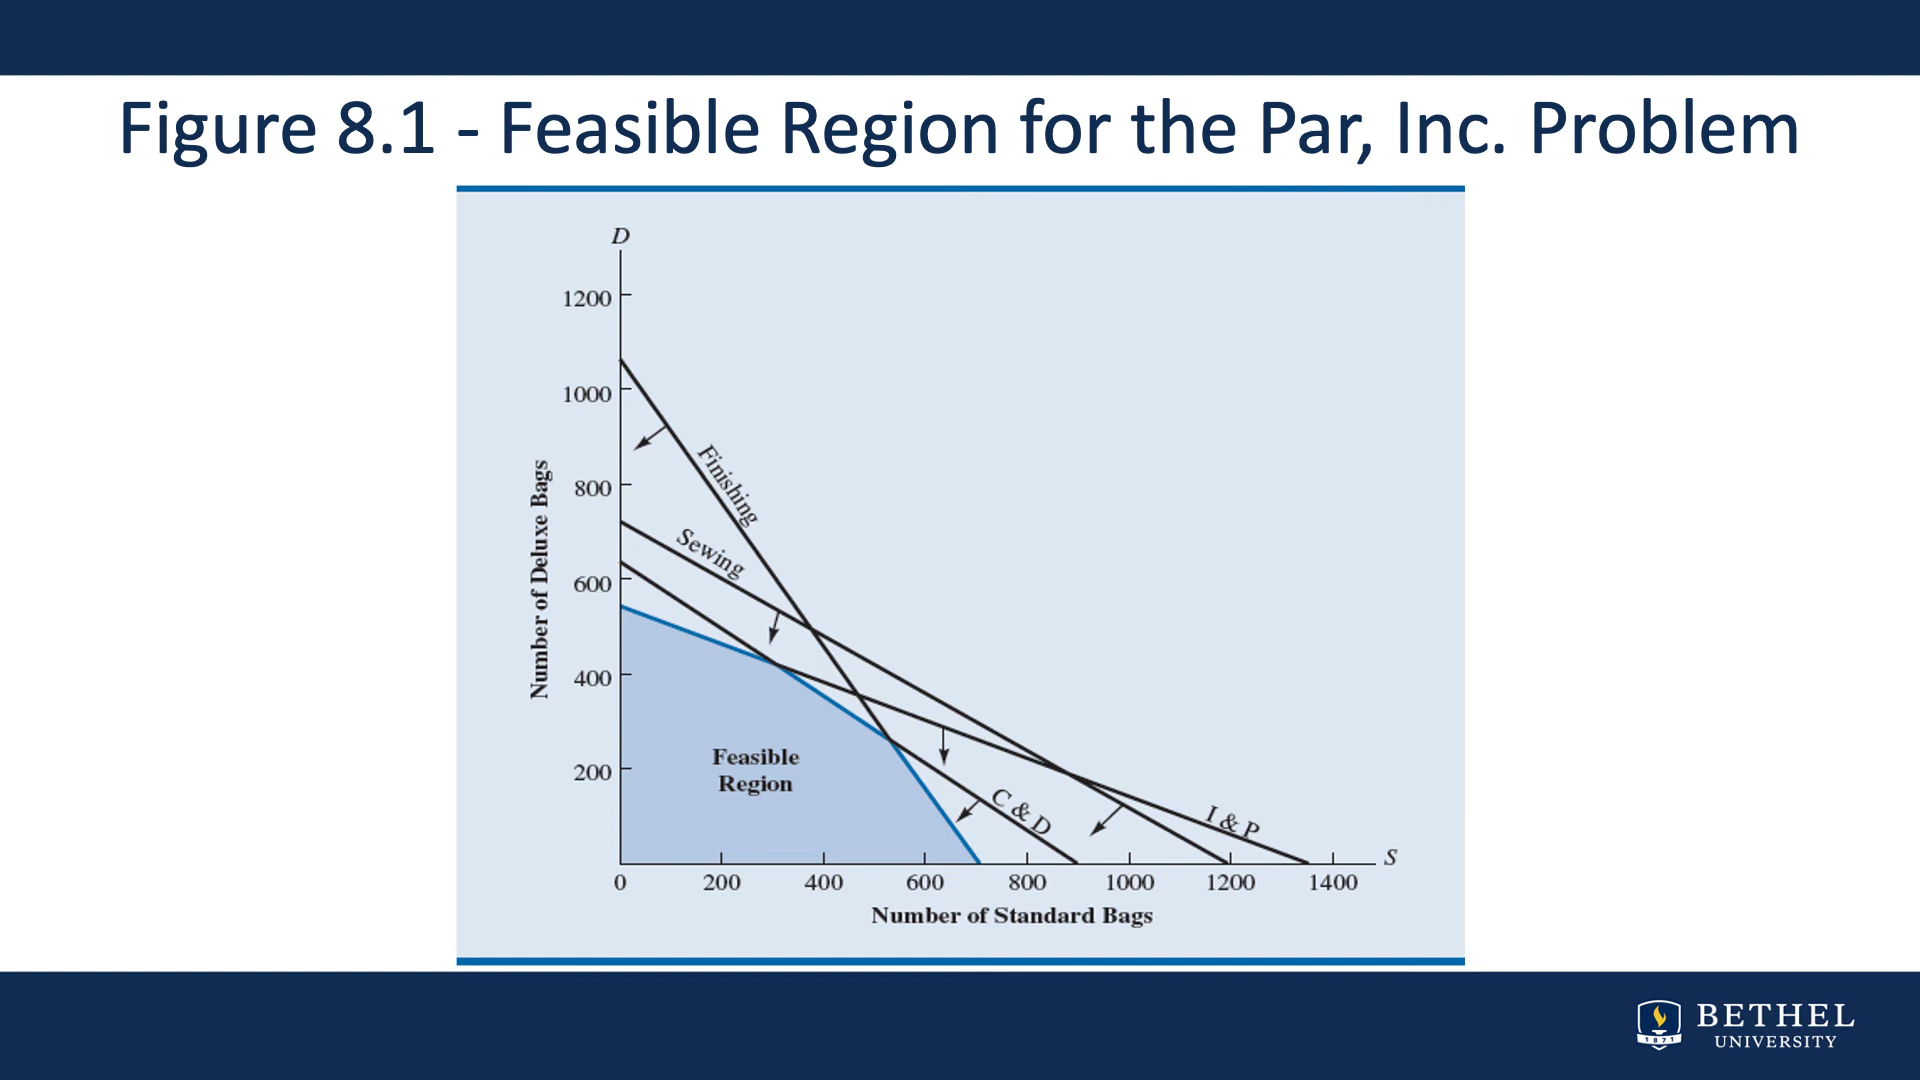 Figure 8.1 - Feasible Region for the Par, Inc. Problem
D
1200
1000
800
600
400
200
Number of Deluxe Bags
Finishing
Sewing
C & D
I & P
Feasible
Region
S
0 200 400 600 800 1000 1200 1400
Number of Standard Bags
BETHEL
UNIVERSITY
1871